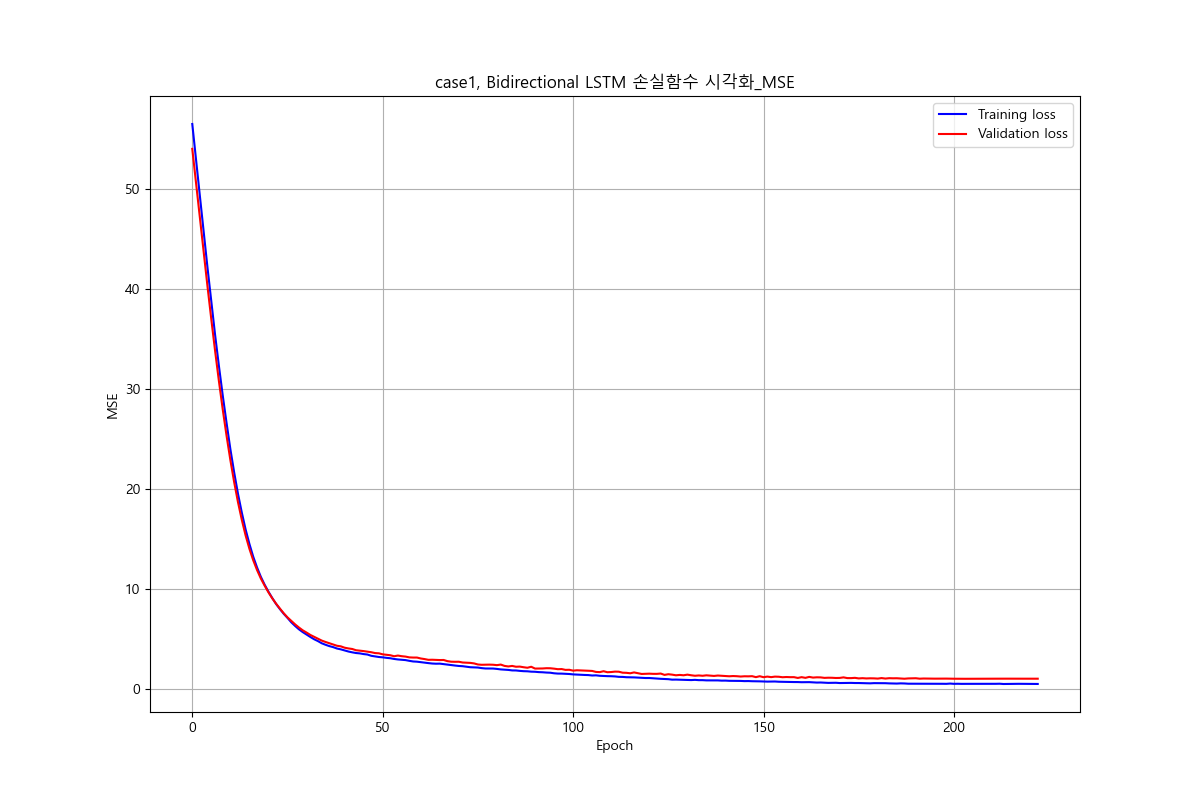 case1, Bidirectional LSTM 손실함수 시각화_MSE
Training loss
Validation loss
50
40
30
20
10
0
MSE
0 50 100 150 200
Epoch